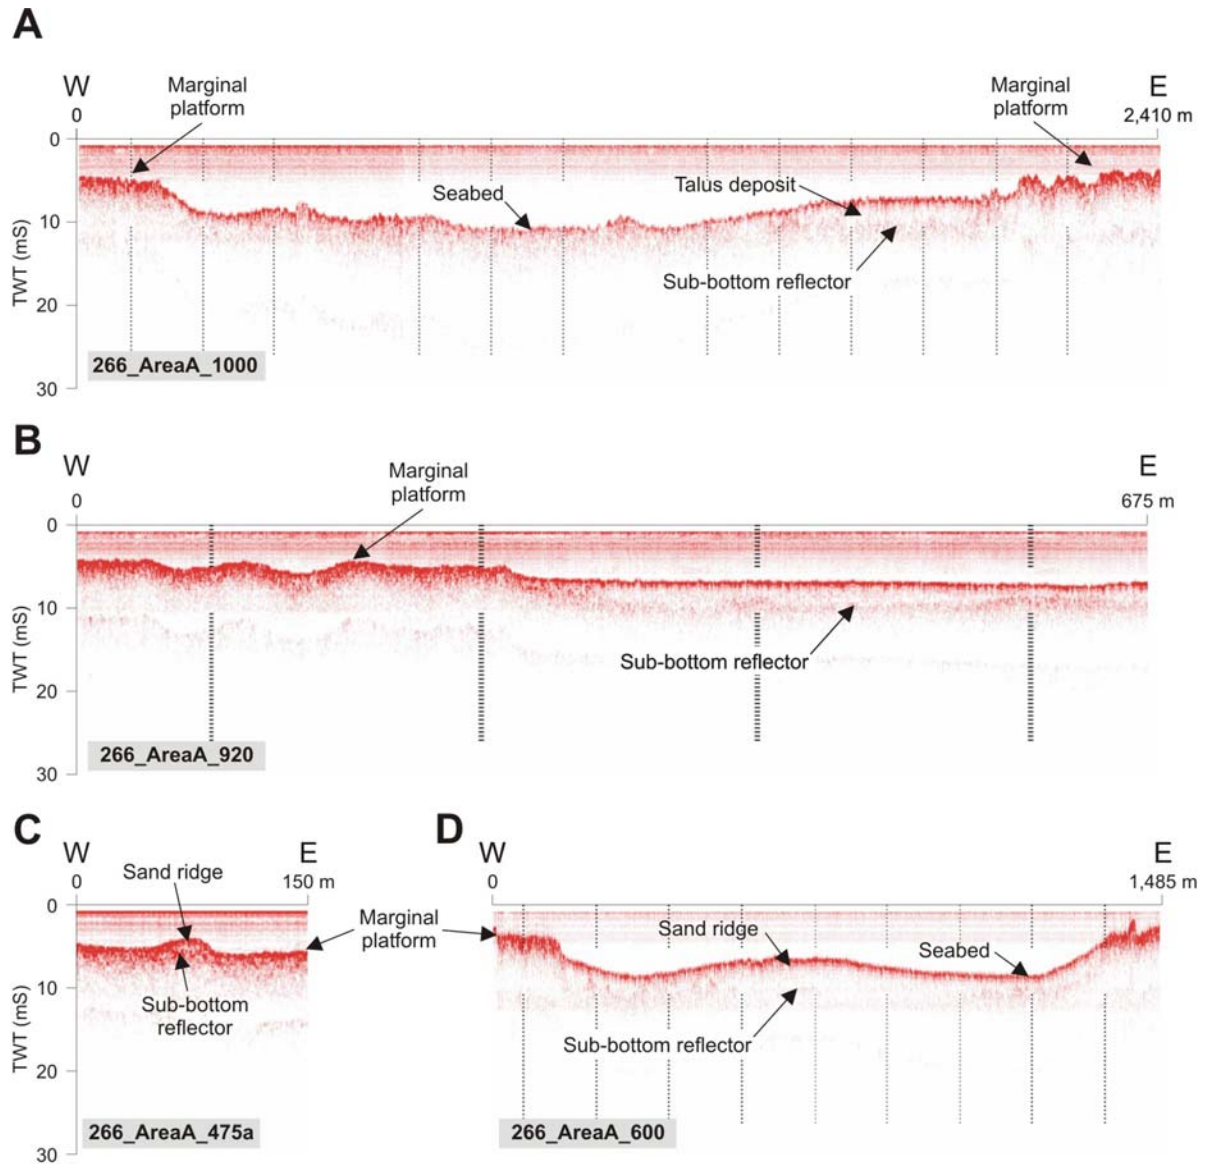 A
W
E
Marginal
platform
Marginal
platform
0
2,410 m
0
Talus deposit
Seabed
10
TWT (mS)
Sub-bottom reflector
20
266_AreaA_1000
30
B
W
E
Marginal
platform
0
675 m
0
10
TWT (mS)
Sub-bottom reflector
20
266_AreaA_920
30
C
D
W
E
W
E
Sand ridge
0
150 m
0
1,485 m
0
Marginal
platform
Sand ridge
Seabed
10
TWT (mS)
Sub-bottom
reflector
Sub-bottom reflector
20
266_AreaA_475a
266_AreaA_600
30